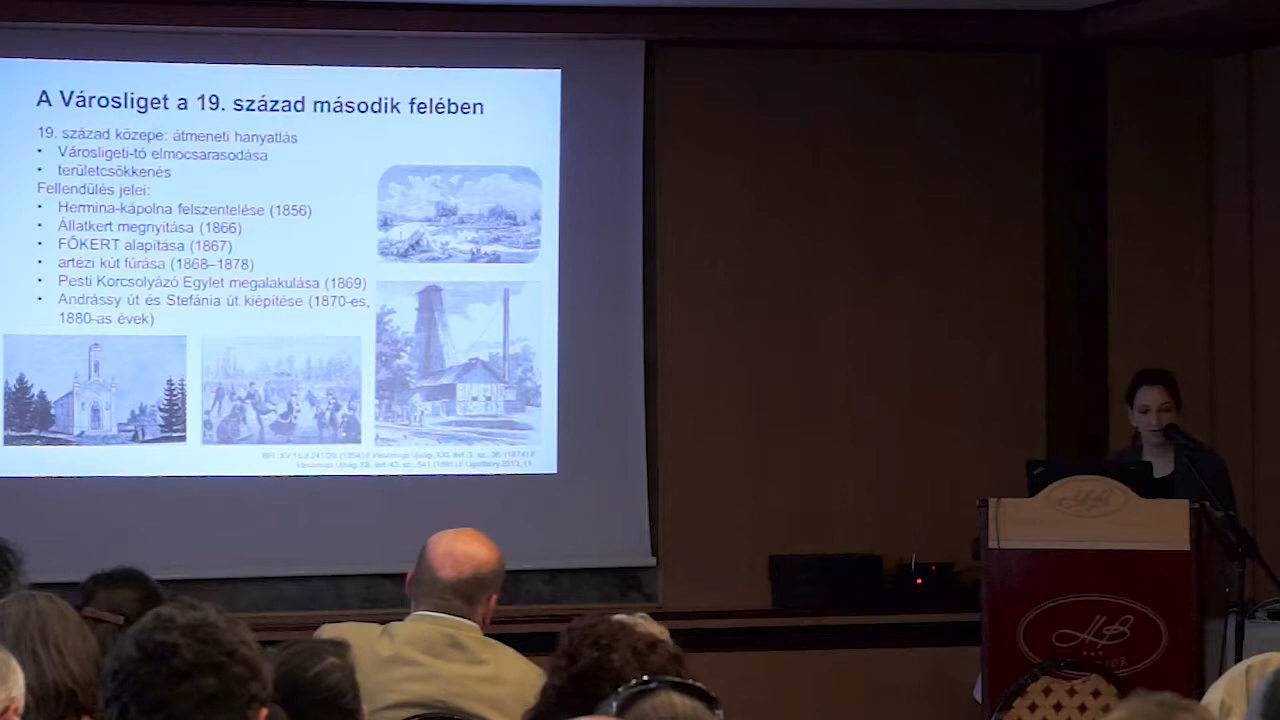 A Városliget a 19. század második felében
19. század közepe: átmeneti hanyatlás
• Városligeti-tó elmocsarasodása
• területcsökkenés
Fellendülés jelei:
• Hermina-kápolna felszentelése (1856)
• Állatkert megnyitása (1866)
• FŐKERT alapítása (1867)
• artézi kút fúrása (1868–1878)
• Pesti Korcsolyázó Egylet megalakulása (1869)
• Andrássy út és Stefánia út kiépítése (1870-es,
1880-as évek)
HB